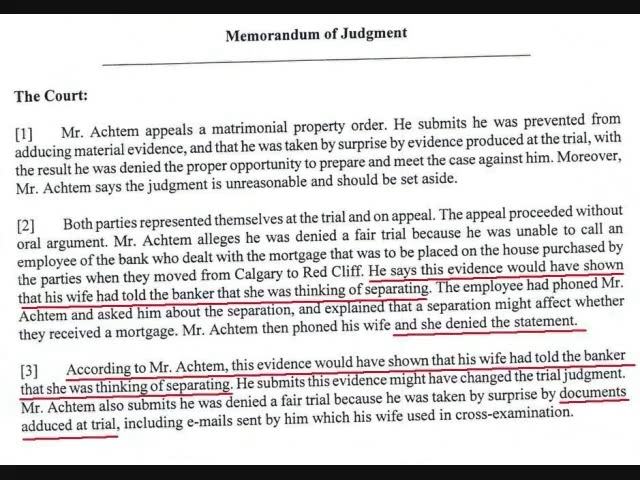 Memorandum of Judgment
The Court:
[1] Mr. Achtem appeals a matrimonial property order. He submits he was prevented from
adducing material evidence, and that he was taken by surprise by evidence produced at the trial, with
the result he was denied the proper opportunity to prepare and meet the case against him. Moreover,
Mr. Achtem says the judgment is unreasonable and should be set aside.
[2] Both parties represented themselves at the trial and on appeal. The appeal proceeded without
oral argument. Mr. Achtem alleges he was denied a fair trial because he was unable to call an
employee of the bank who dealt with the mortgage that was to be placed on the house purchased by
the parties when they moved from Calgary to Red Cliff. He says this evidence would have shown
that his wife had told the banker that she was thinking of separating. The employee had phoned Mr.
Achtem and asked him about the separation, and explained that a separation might affect whether
they received a mortgage. Mr. Achtem then phoned his wife and she denied the statement.
[3] According to Mr. Achtem, this evidence would have shown that his wife had told the banker
that she was thinking of separating. He submits this evidence might have changed the trial judgment.
Mr. Achtem also submits he was denied a fair trial because he was taken by surprise by documents
adduced at trial, including e-mails sent by him which his wife used in cross-examination.